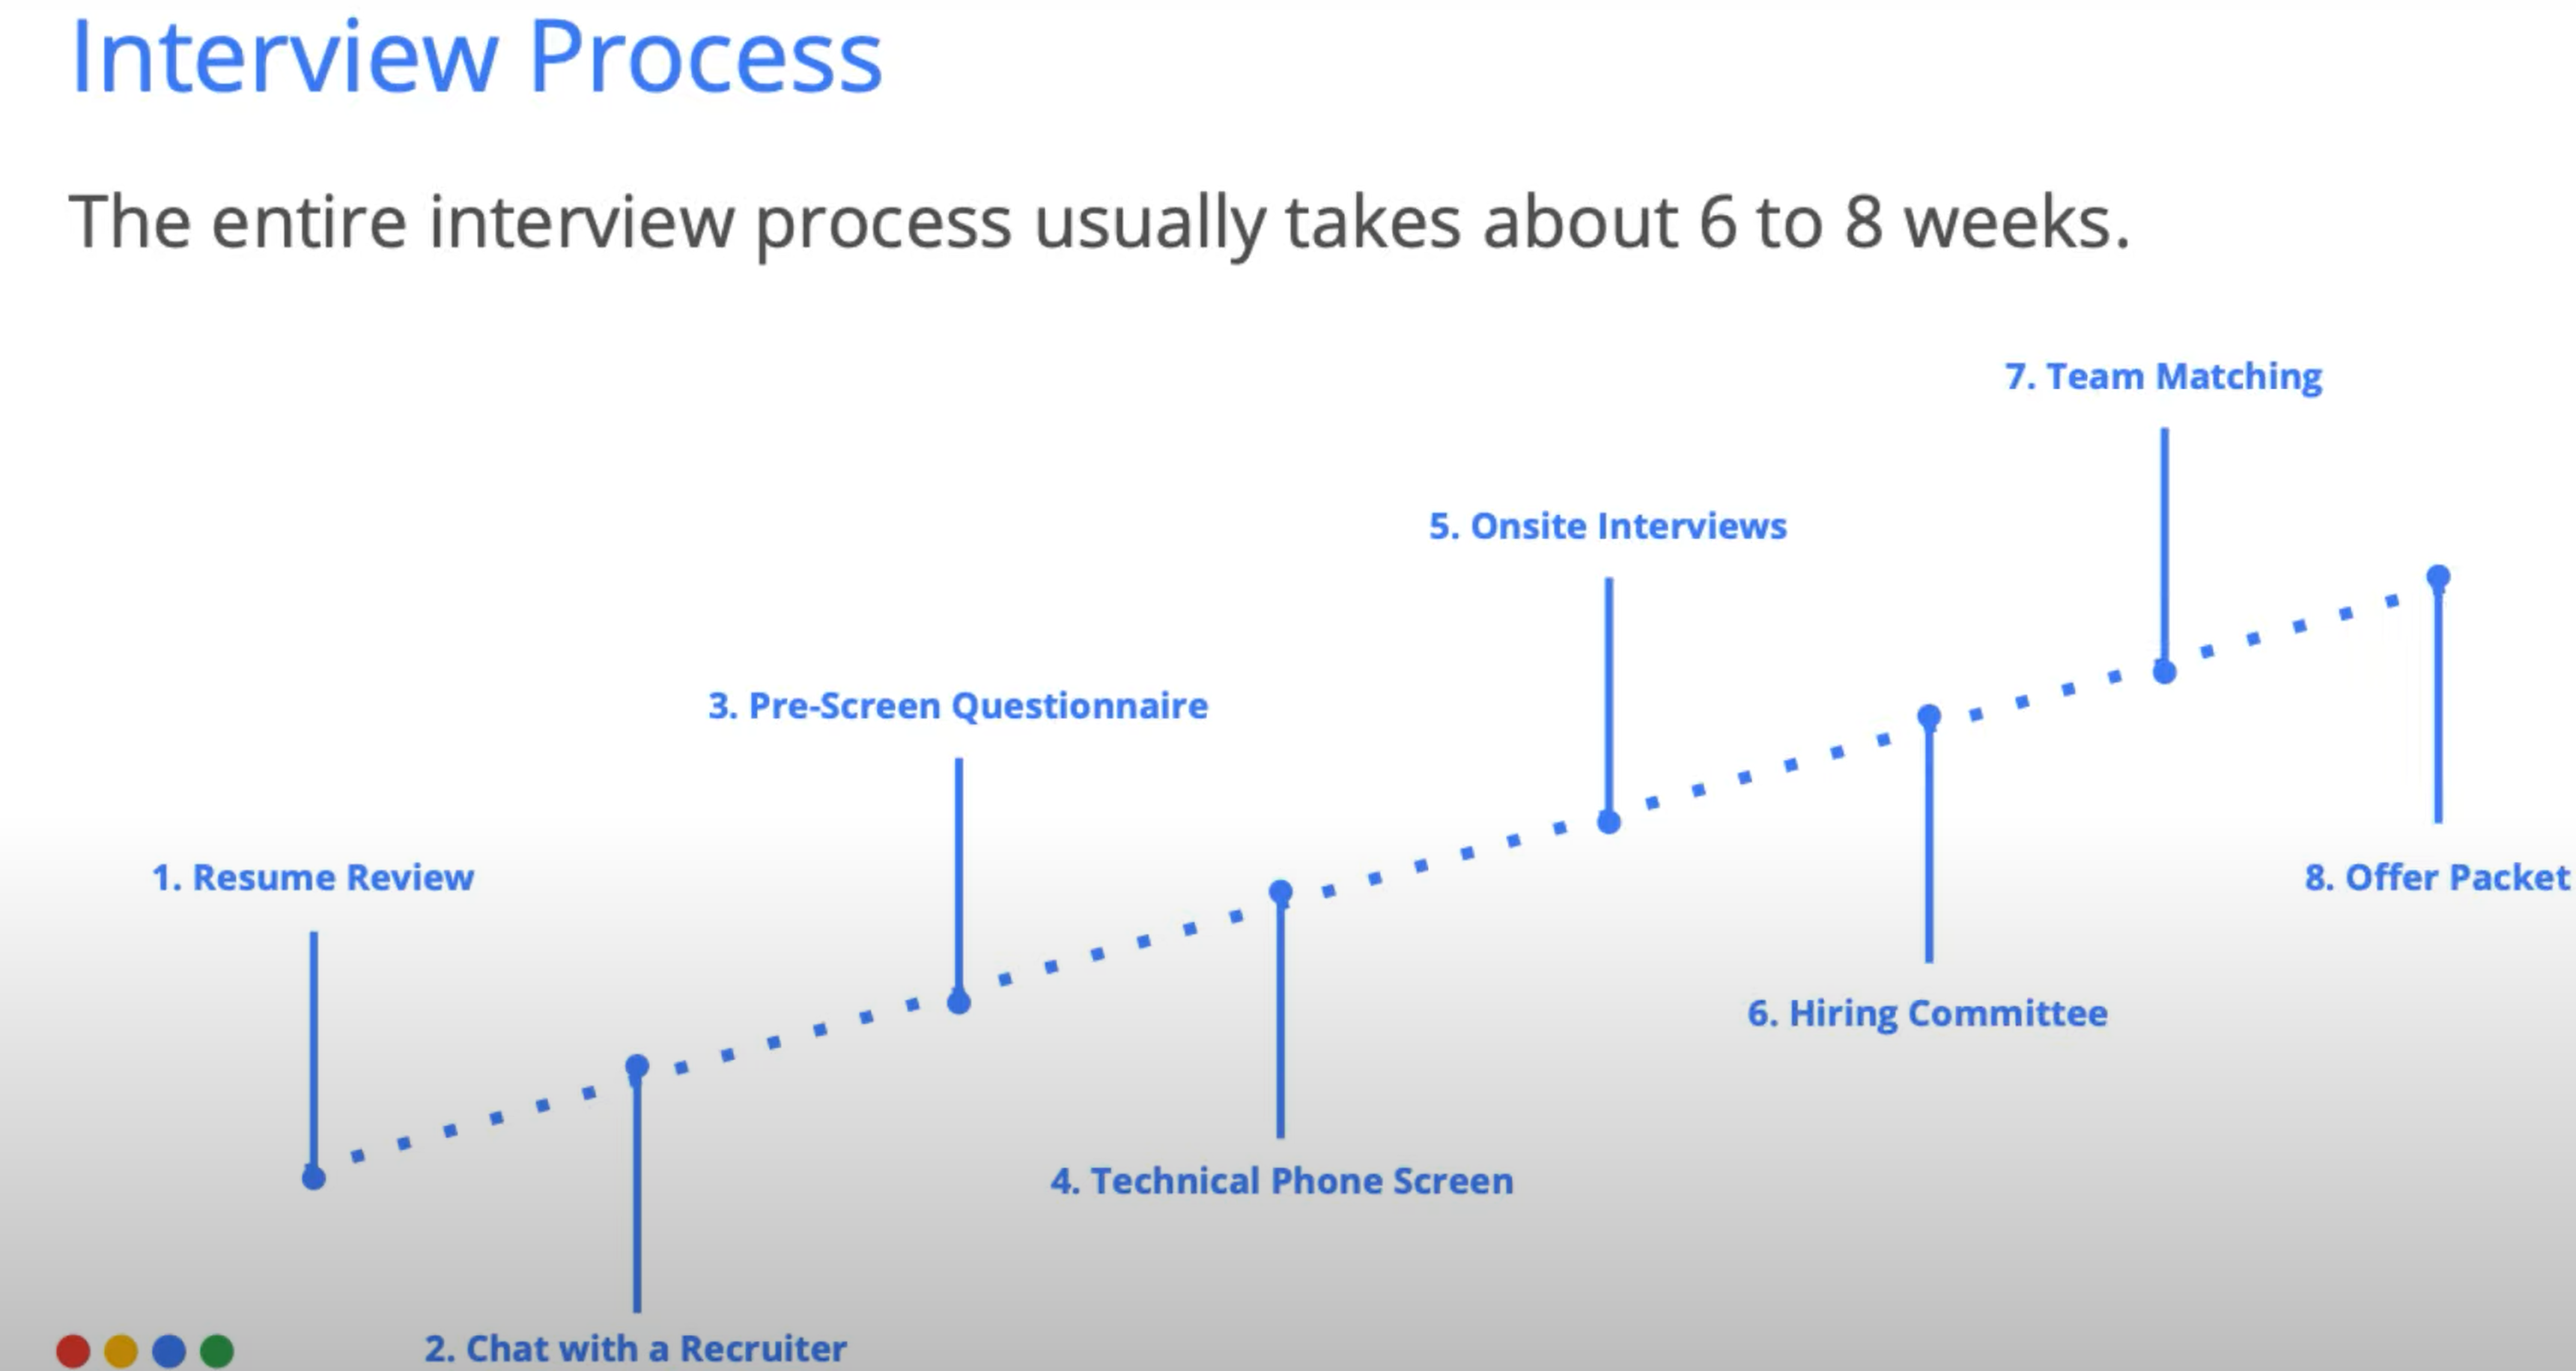 Interview Process
The entire interview process usually takes about 6 to 8 weeks.
1. Resume Review
2. Chat with a Recruiter
3. Pre-Screen Questionnaire
4. Technical Phone Screen
5. Onsite Interviews
6. Hiring Committee
7. Team Matching
8. Offer Packet